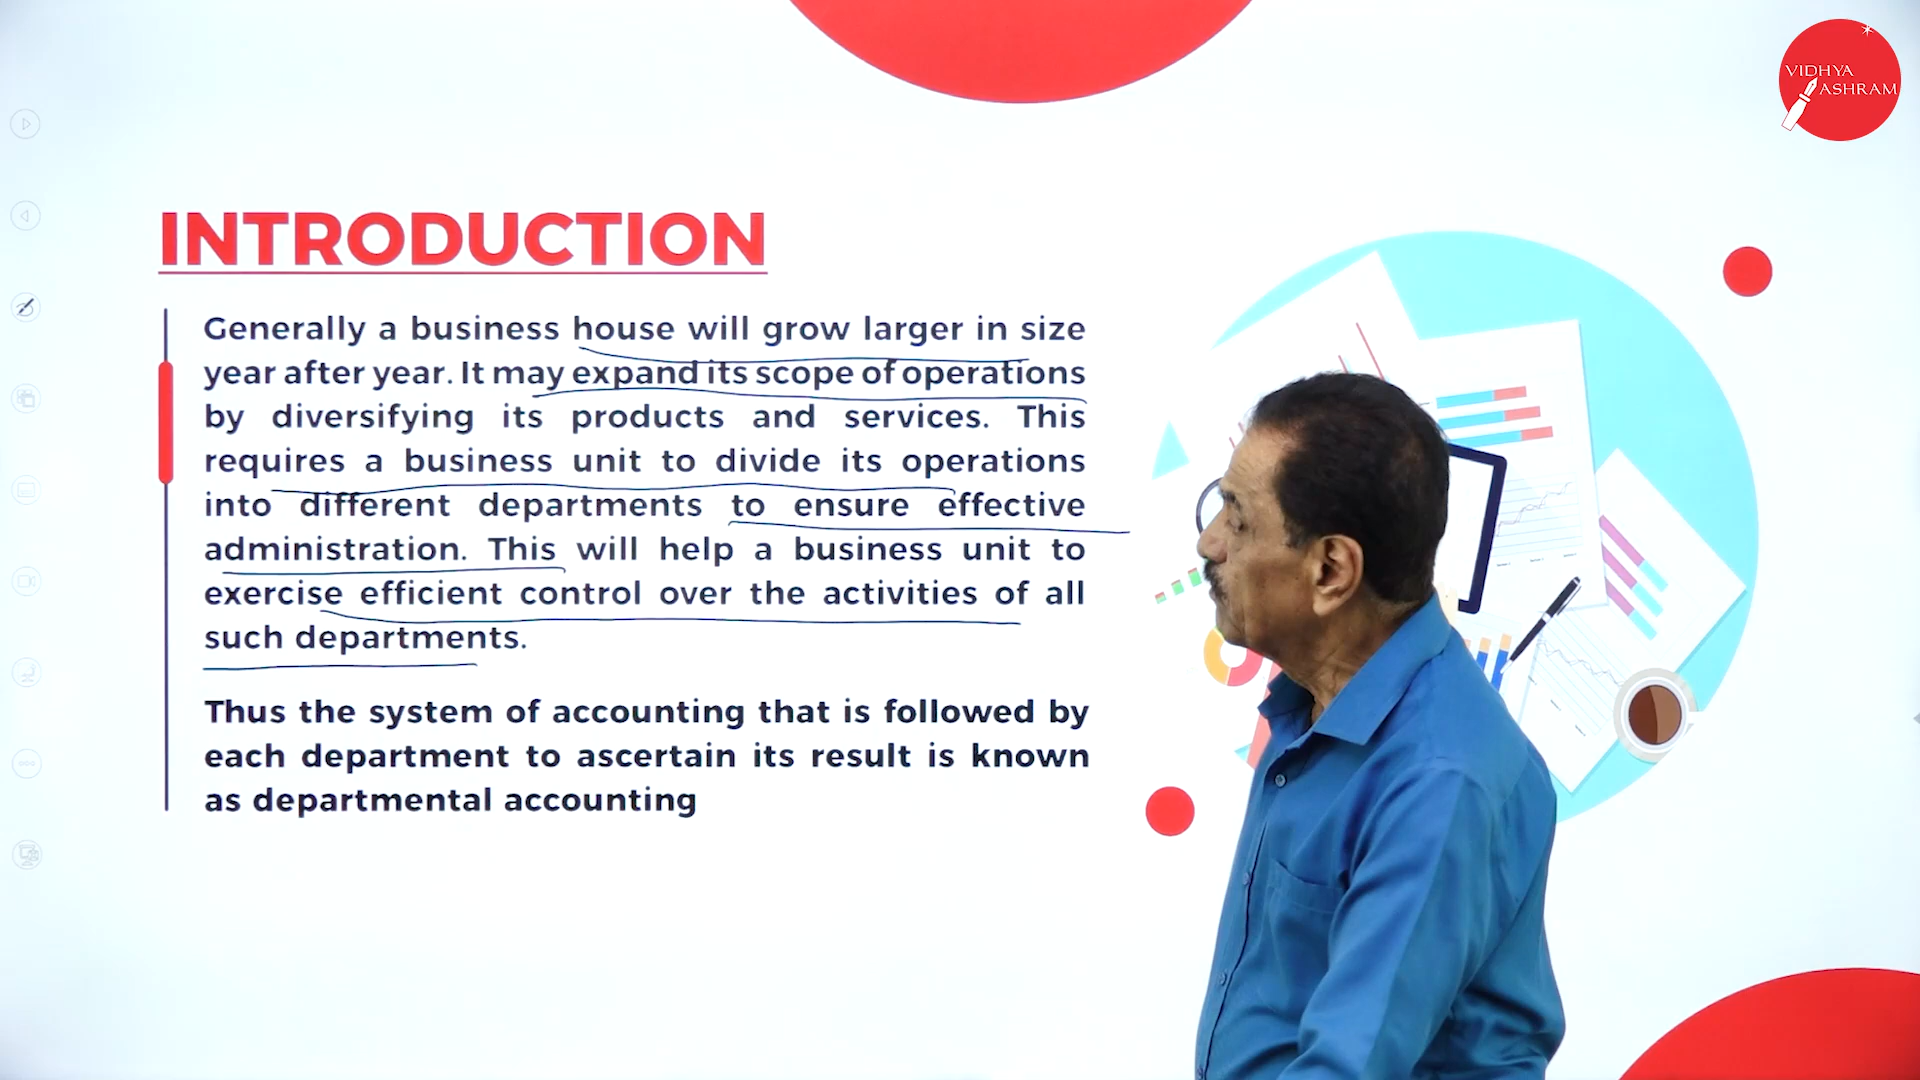 VIDHYA
ASHRAM
INTRODUCTION
Generally a business house will grow larger in size
year after year. It may expand its scope of operations
by diversifying its products and services. This
requires a business unit to divide its operations
into different departments to ensure effective
administration. This will help a business unit to
exercise efficient control over the activities of all
such departments.
Thus the system of accounting that is followed by
each department to ascertain its result is known
as departmental accounting